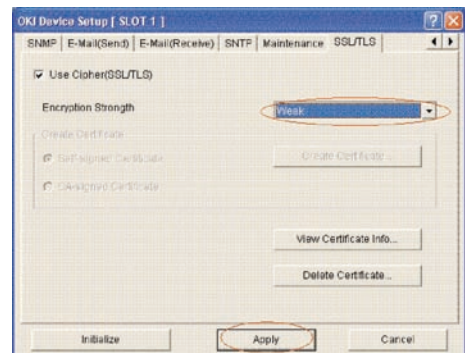 OKI Device Setup [ SLOT 1 ]
SNMP E-Mail(Send) E-Mail(Receive) SNTP Maintenance SSL/TLS
Use Cipher(SSL/TLS)
Encryption Strength Weak
Create Certificate
Self-signed Certificate Create Certificate...
CA-signed Certificate
View Certificate Info...
Delete Certificate...
Initialize Apply Cancel